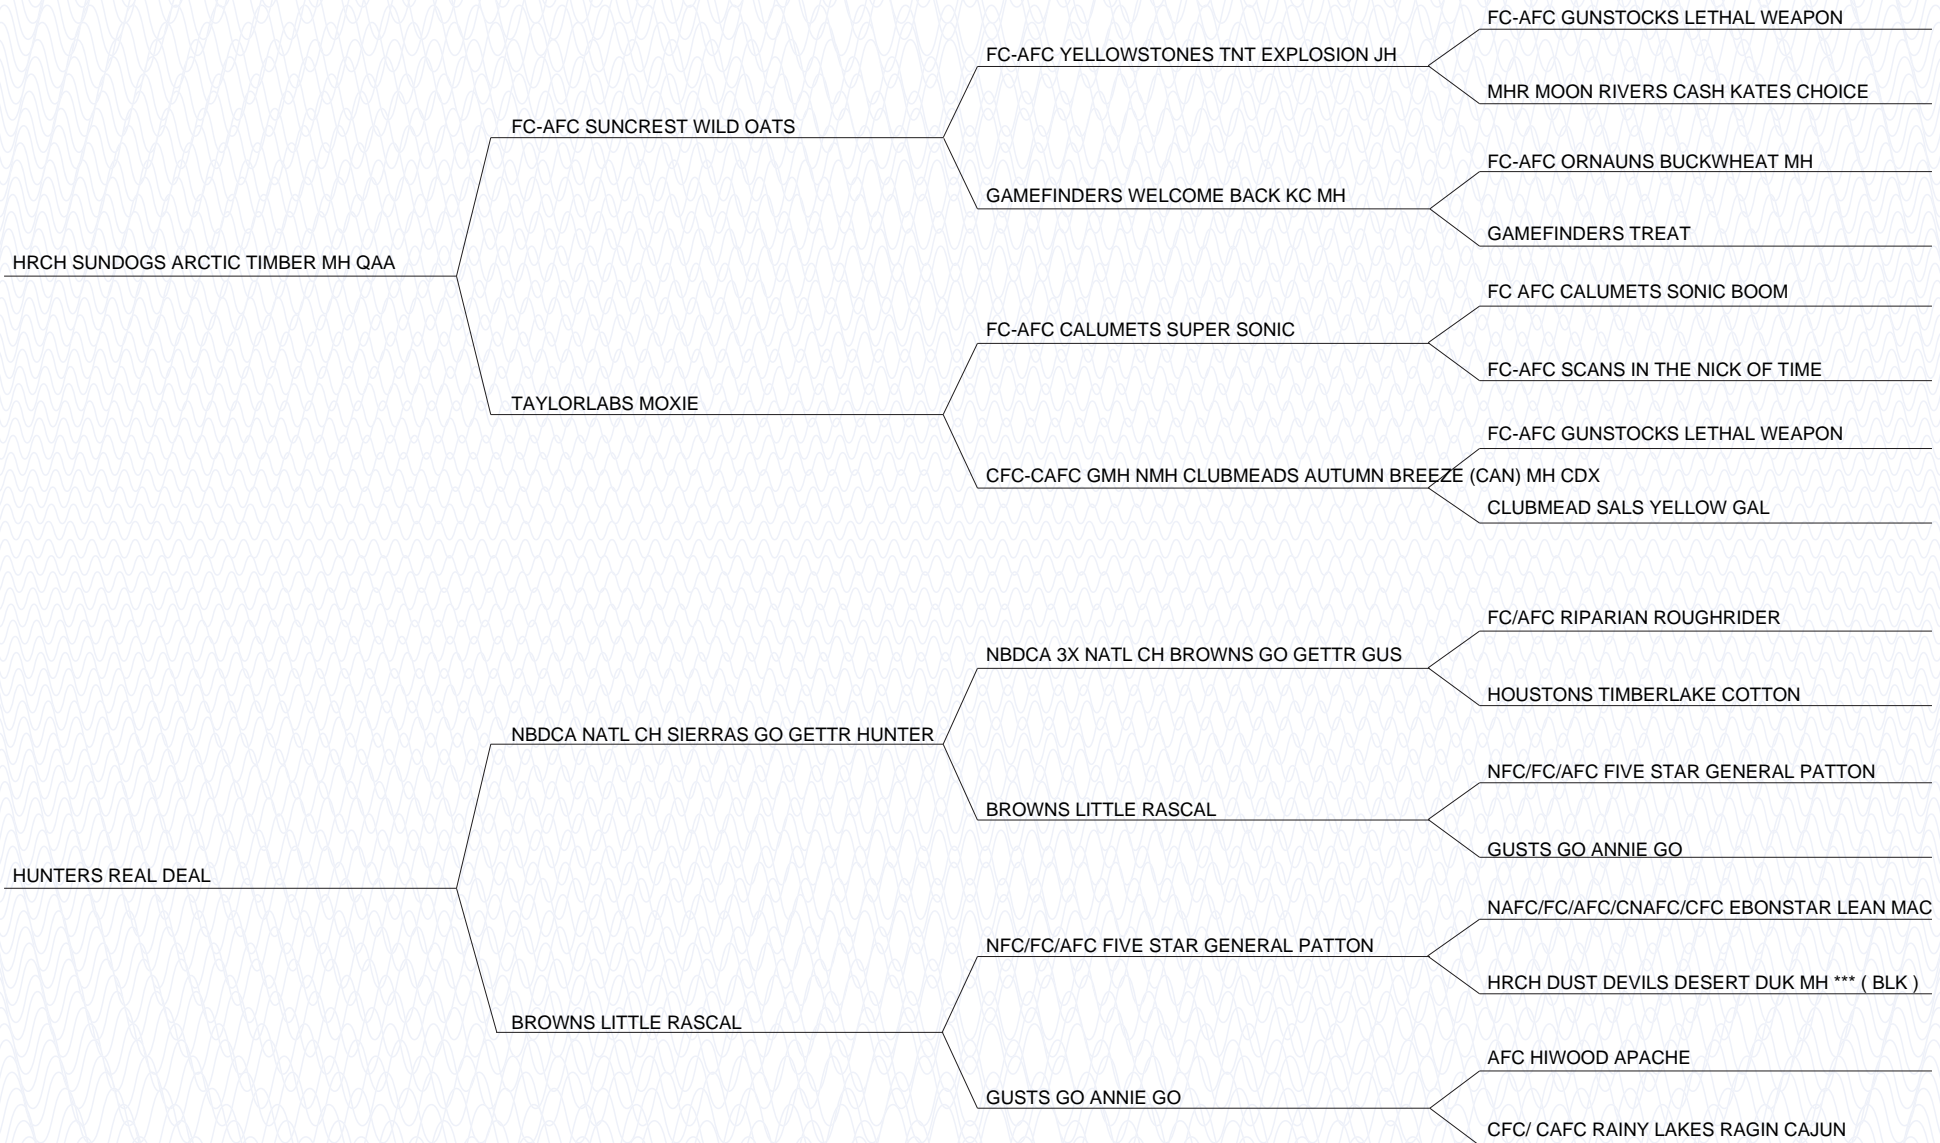 FC-AFC GUNSTOCKS LETHAL WEAPON
FC-AFC YELLOWSTONES TNT EXPLOSION JH
MHR MOON RIVERS CASH KATES CHOICE
FC-AFC SUNCREST WILD OATS
FC-AFC ORNAUNS BUCKWHEAT MH
GAMEFINDERS WELCOME BACK KC MH
GAMEFINDERS TREAT
HRCH SUNDOGS ARCTIC TIMBER MH QAA
FC AFC CALUMETS SONIC BOOM
FC-AFC CALUMETS SUPER SONIC
FC-AFC SCANS IN THE NICK OF TIME
TAYLORLABS MOXIE
FC-AFC GUNSTOCKS LETHAL WEAPON
CFC-CAFC GMH NMH CLUBMEADS AUTUMN BREEZE (CAN) MH CDX
CLUBMEAD SALS YELLOW GAL
FC/AFC RIPARIAN ROUGHRIDER
NBDCA 3X NATL CH BROWNS GO GETTR GUS
HOUSTONS TIMBERLAKE COTTON
NBDCA NATL CH SIERRAS GO GETTR HUNTER
NFC/FC/AFC FIVE STAR GENERAL PATTON
BROWNS LITTLE RASCAL
GUSTS GO ANNIE GO
HUNTERS REAL DEAL
NAFC/FC/AFC/CNAFC/CFC EBONSTAR LEAN MAC
NFC/FC/AFC FIVE STAR GENERAL PATTON
HRCH DUST DEVILS DESERT DUK MH *** ( BLK )
BROWNS LITTLE RASCAL
AFC HIWOOD APACHE
GUSTS GO ANNIE GO
CFC/ CAFC RAINY LAKES RAGIN CAJUN